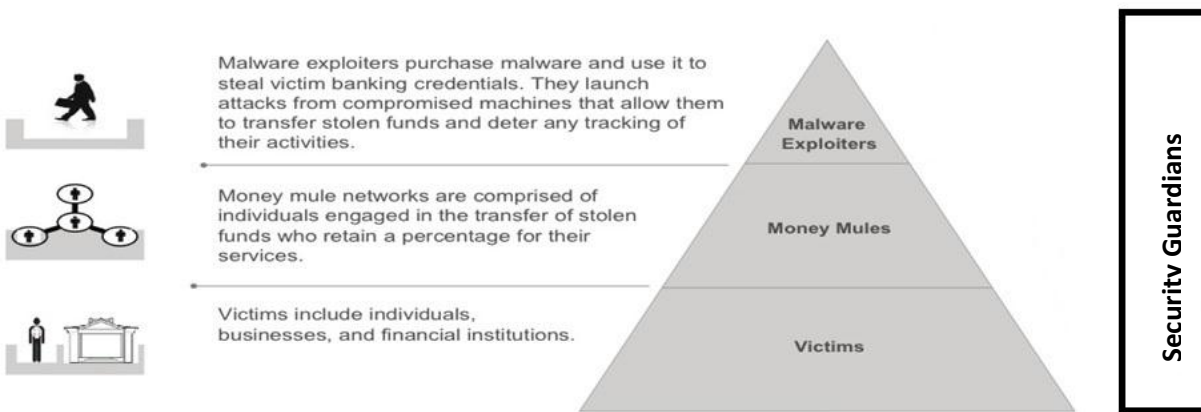 Malware exploiters purchase malware and use it to
steal victim banking credentials. They launch
attacks from compromised machines that allow them
to transfer stolen funds and deter any tracking of
their activities.
Malware
Exploiters
Money mule networks are comprised of
individuals engaged in the transfer of stolen
funds who retain a percentage for their
services.
Money Mules
Victims include individuals,
businesses, and financial institutions.
Victims
Security Guardians